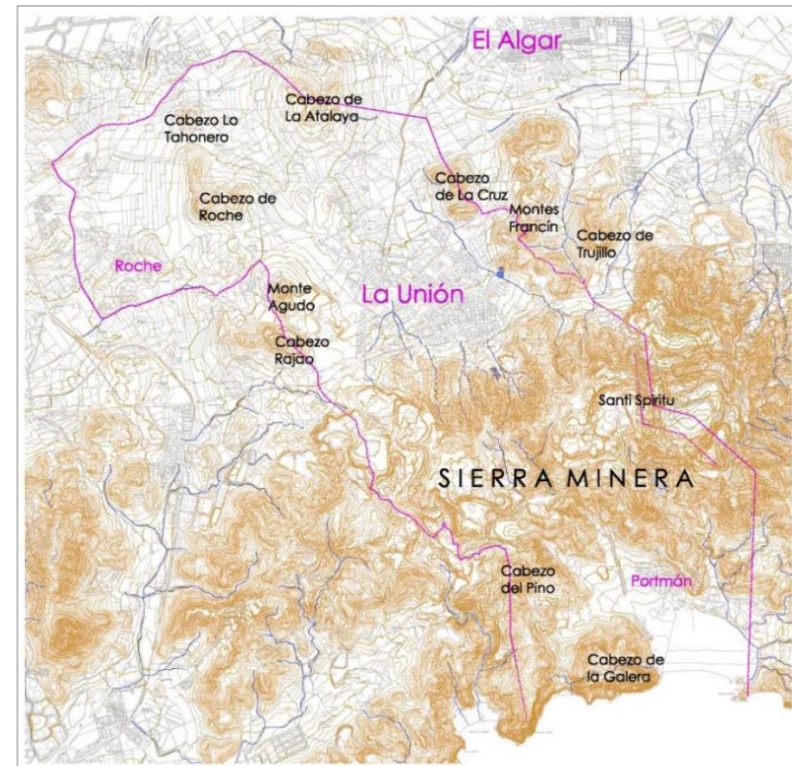 El Algar
Cabezo de
La Atalaya
Cabezo Lo
Tahonero
Cabezo
de La Cruz
Cabezo de
Roche
Montes
Francín
Cabezo de
Trujillo
Roche
Monte
Agudo
La Unión
Cabezo
Rajao
Santi Spiritu
SIERRA MINERA
Cabezo
del Pino
Portmán
Cabezo de
la Galera